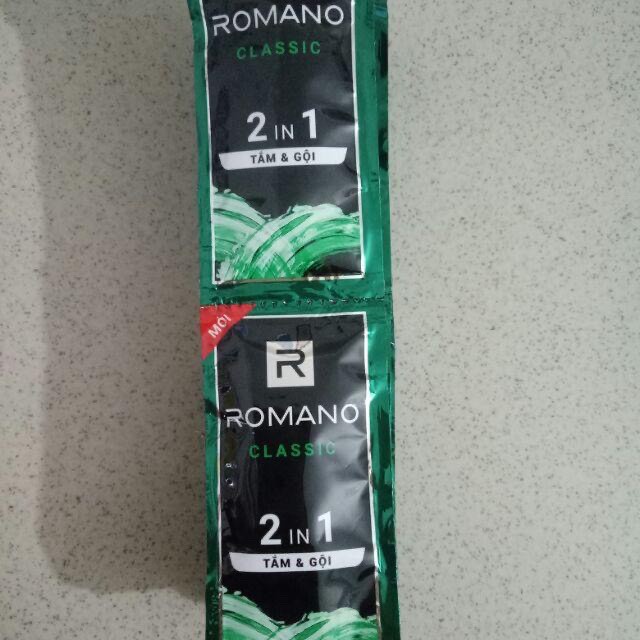 ROMANO
CLASSIC
2 IN 1
TẮM & GỘI
MỚI
R
ROMANO
CLASSIC
2 IN 1
TẮM & GỘI